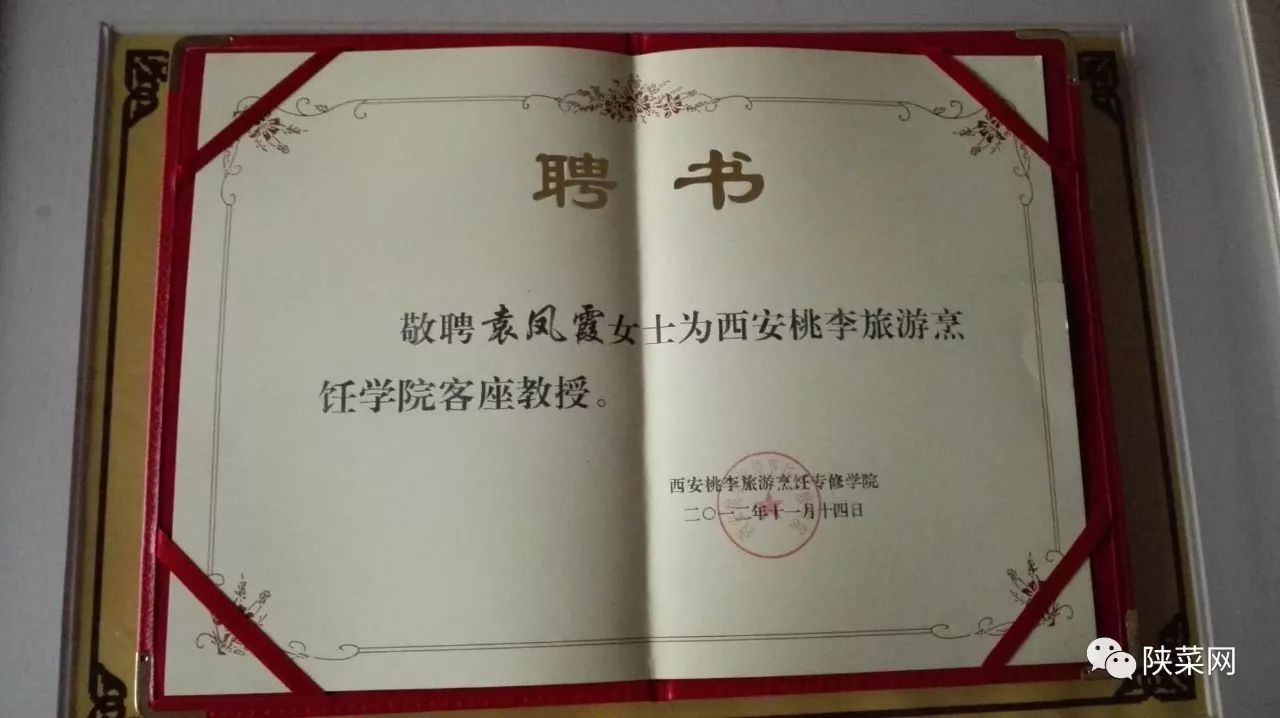 聘书
敬聘袁凤霞女士为西安桃李旅游烹
饪学院客座教授。
西安桃李旅游烹饪专修学院
二〇一二年十一月十四日
陕菜网